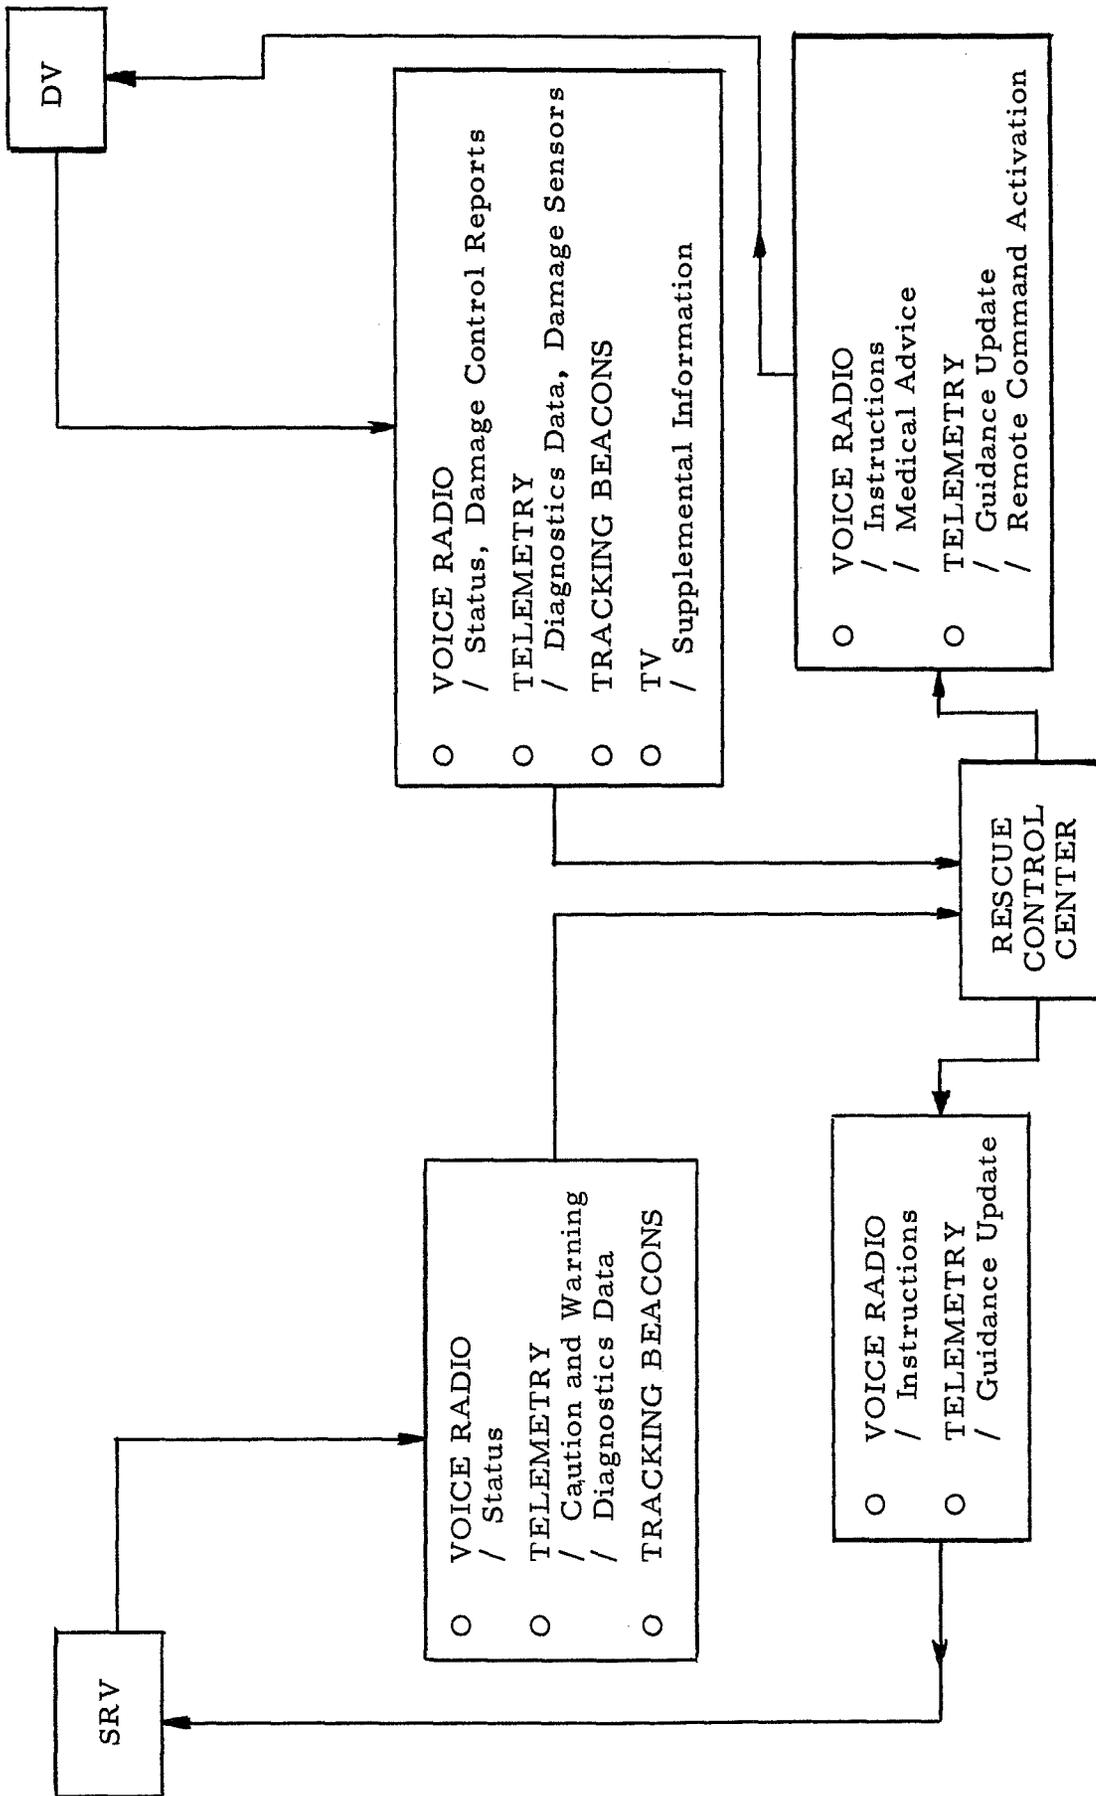 SRV
DV
O VOICE RADIO
/ Status
O TELEMETRY
/ Caution and Warning
/ Diagnostics Data
O TRACKING BEACONS
O VOICE RADIO
/ Status, Damage Control Reports
O TELEMETRY
/ Diagnostics Data, Damage Sensors
O TRACKING BEACONS
O TV
/ Supplemental Information
O VOICE RADIO
/ Instructions
O TELEMETRY
/ Guidance Update
RESCUE
CONTROL
CENTER
O VOICE RADIO
/ Instructions
/ Medical Advice
O TELEMETRY
/ Guidance Update
/ Remote Command Activation